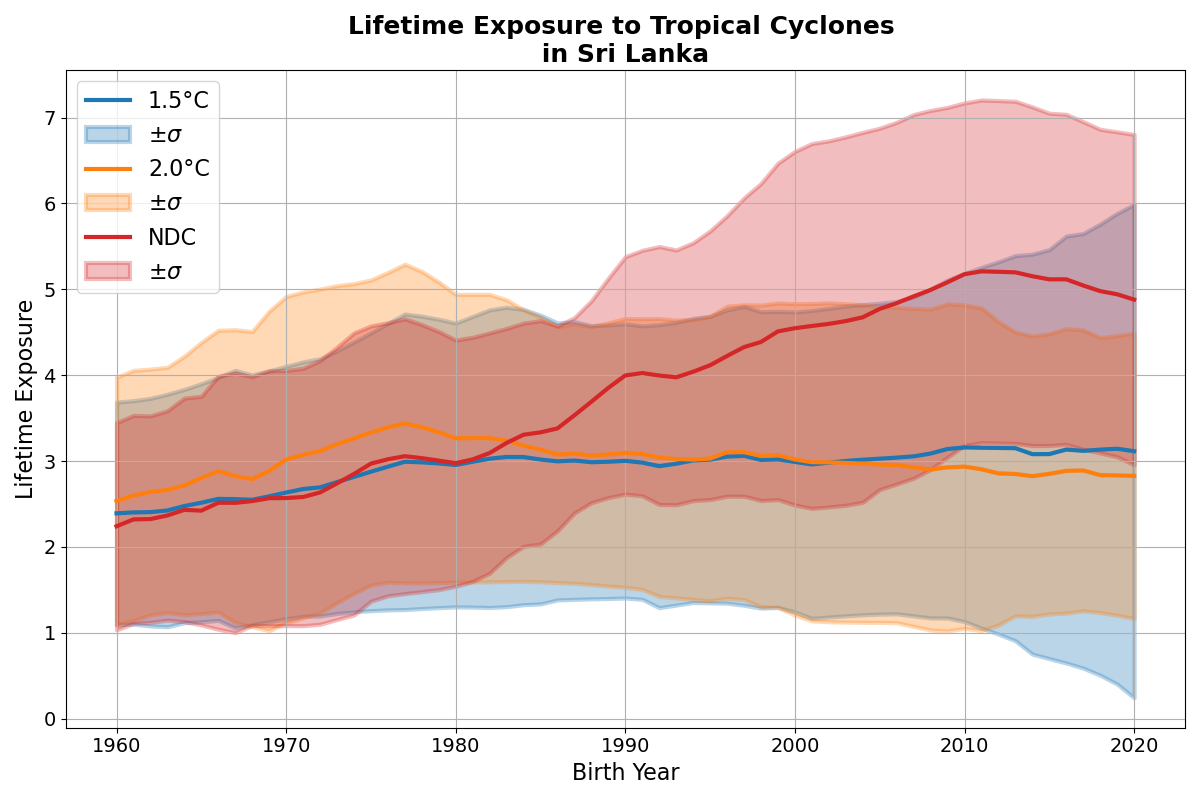 Lifetime Exposure to Tropical Cyclones
in Sri Lanka
1.5°C
±σ
2.0°C
±σ
NDC
±σ
Lifetime Exposure
7
6
5
4
3
2
1
0
1960 1970 1980 1990 2000 2010 2020
Birth Year